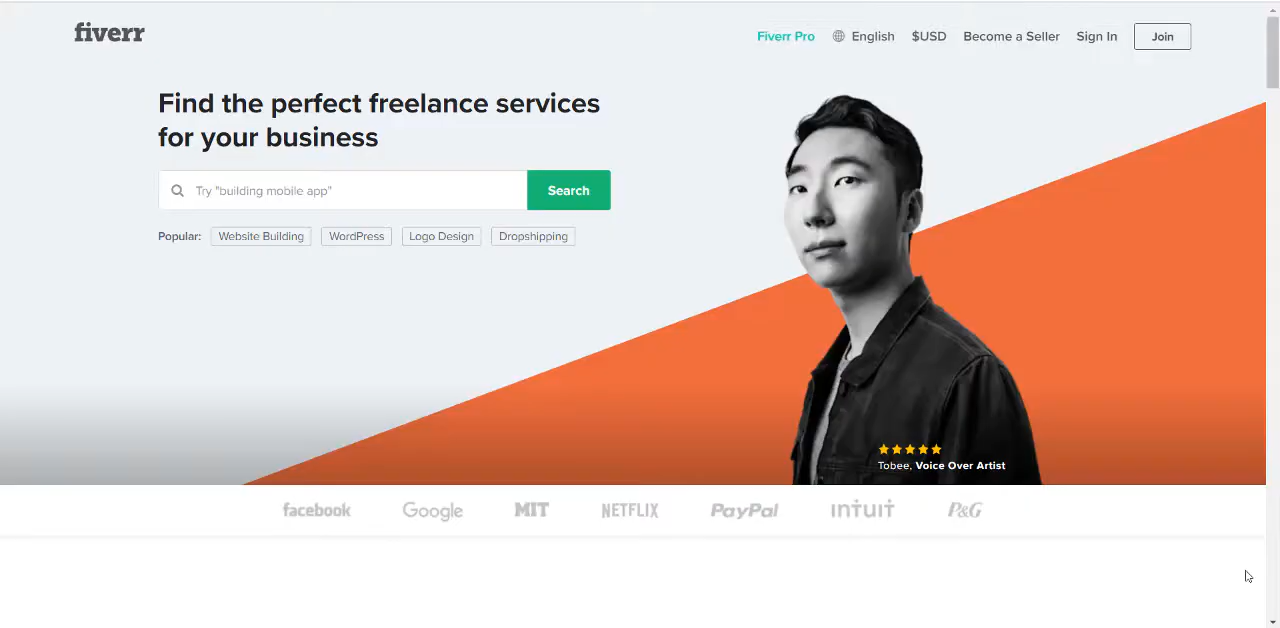 fiverr
Fiverr Pro English $USD Become a Seller Sign In Join
Find the perfect freelance services
for your business
Try "building mobile app" Search
Popular: Website Building WordPress Logo Design Dropshipping
Tobee, Voice Over Artist
facebook Google MIT NETFLIX PayPal intuit P&G